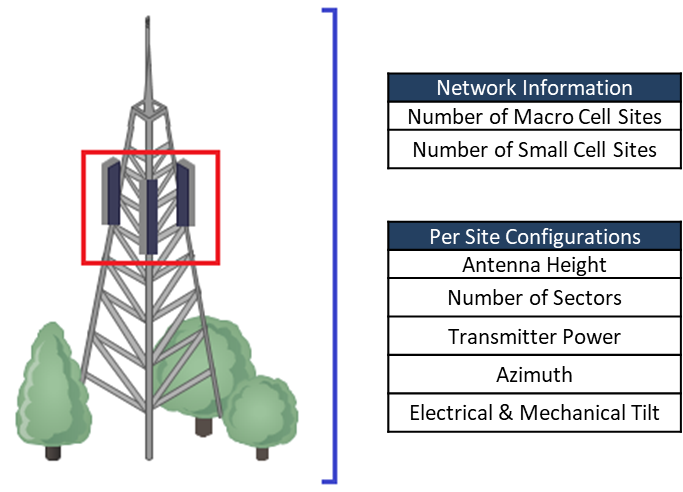 Network Information
Number of Macro Cell Sites
Number of Small Cell Sites
Per Site Configurations
Antenna Height
Number of Sectors
Transmitter Power
Azimuth
Electrical & Mechanical Tilt